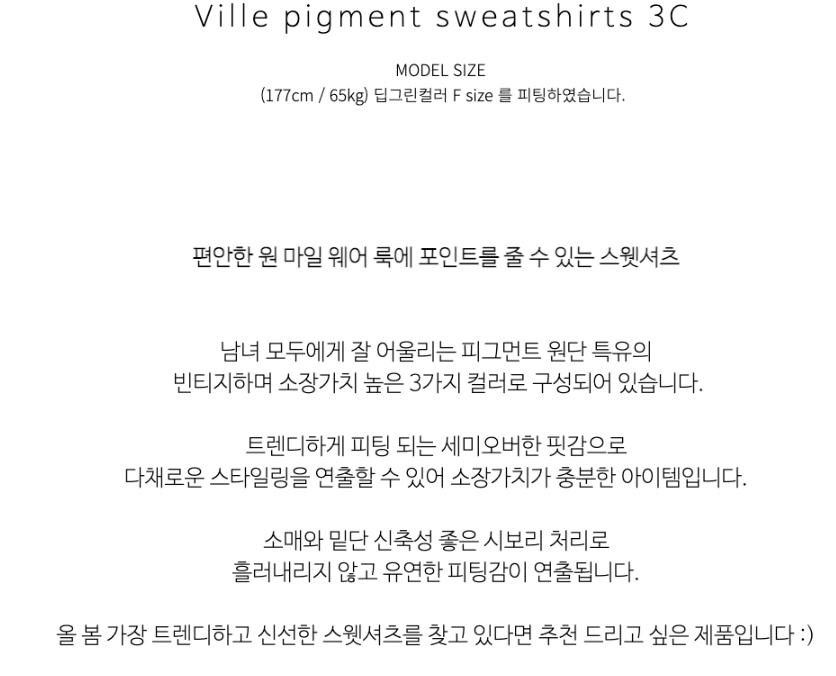 Ville pigment sweatshirts 3C
MODEL SIZE
(177cm / 65kg) 딥그린컬러 F size 를 피팅하였습니다.
편안한 원 마일 웨어 룩에 포인트를 줄 수 있는 스웻셔츠
남녀 모두에게 잘 어울리는 피그먼트 원단 특유의
빈티지하며 소장가치 높은 3가지 컬러로 구성되어 있습니다.
트렌디하게 피팅 되는 세미오버한 핏감으로
다채로운 스타일링을 연출할 수 있어 소장가치가 충분한 아이템입니다.
소매와 밑단 신축성 좋은 시보리 처리로
흘러내리지 않고 유연한 피팅감이 연출됩니다.
올 봄 가장 트렌디하고 신선한 스웻셔츠를 찾고 있다면 추천 드리고 싶은 제품입니다 :)